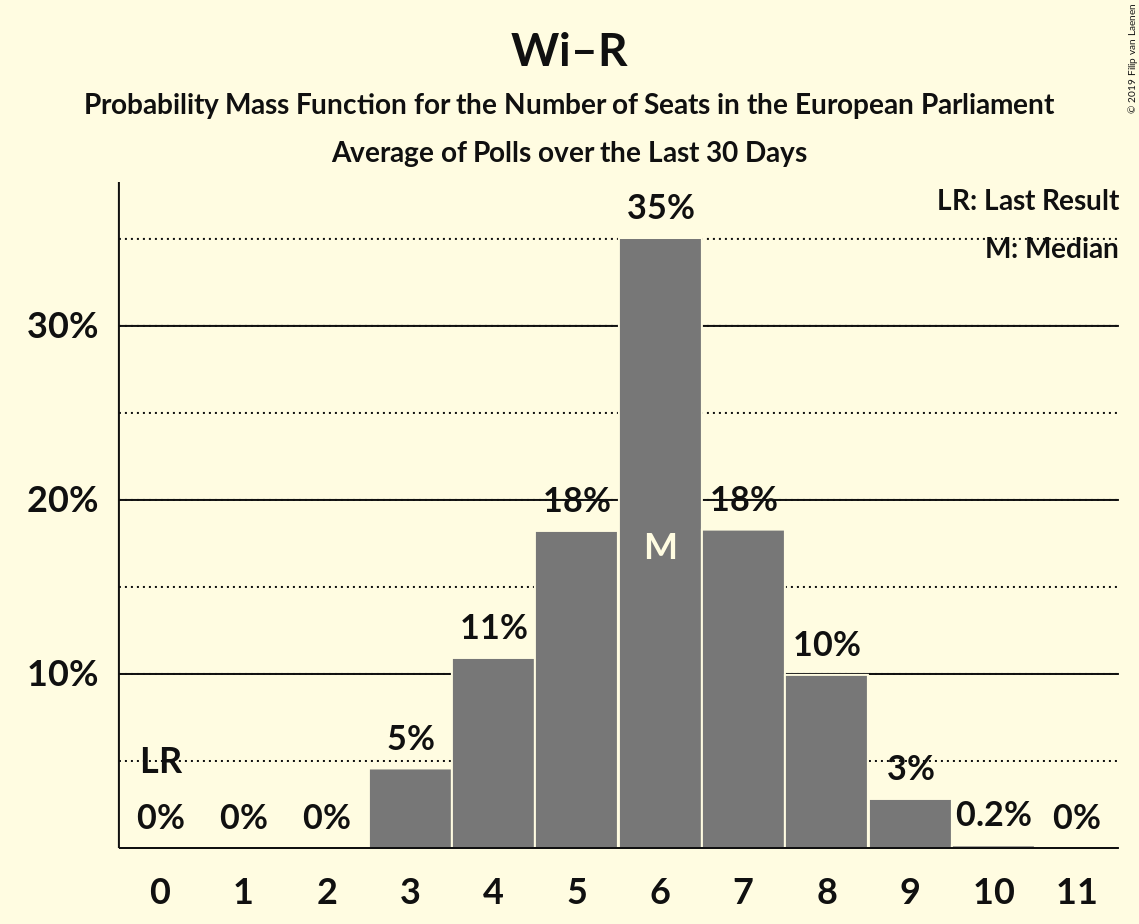 Wi–R
Probability Mass Function for the Number of Seats in the European Parliament
Average of Polls over the Last 30 Days
© 2019 Filip van Laenen
LR: Last Result
M: Median
35%
30%
20%
18%
18%
M
11%
10%
10%
5%
LR
3%
0%
0%
0%
0.2%
0%
0 1 2 3 4 5 6 7 8 9 10 11